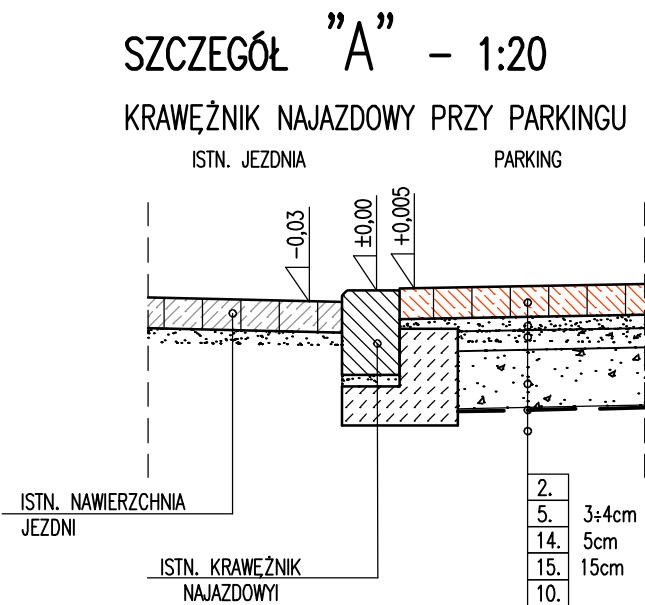 SZCZEGÓŁ "A" – 1:20
KRAWĘŻNIK NAJAZDOWY PRZY PARKINGU
ISTN. JEZDNIA
PARKING
-0,03
±0,00
+0,005
ISTN. NAWIERZCHNIA
JEZDNI
ISTN. KRAWĘŻNIK
NAJAZDOWYI
2.
5. 3÷4cm
14. 5cm
15. 15cm
10.